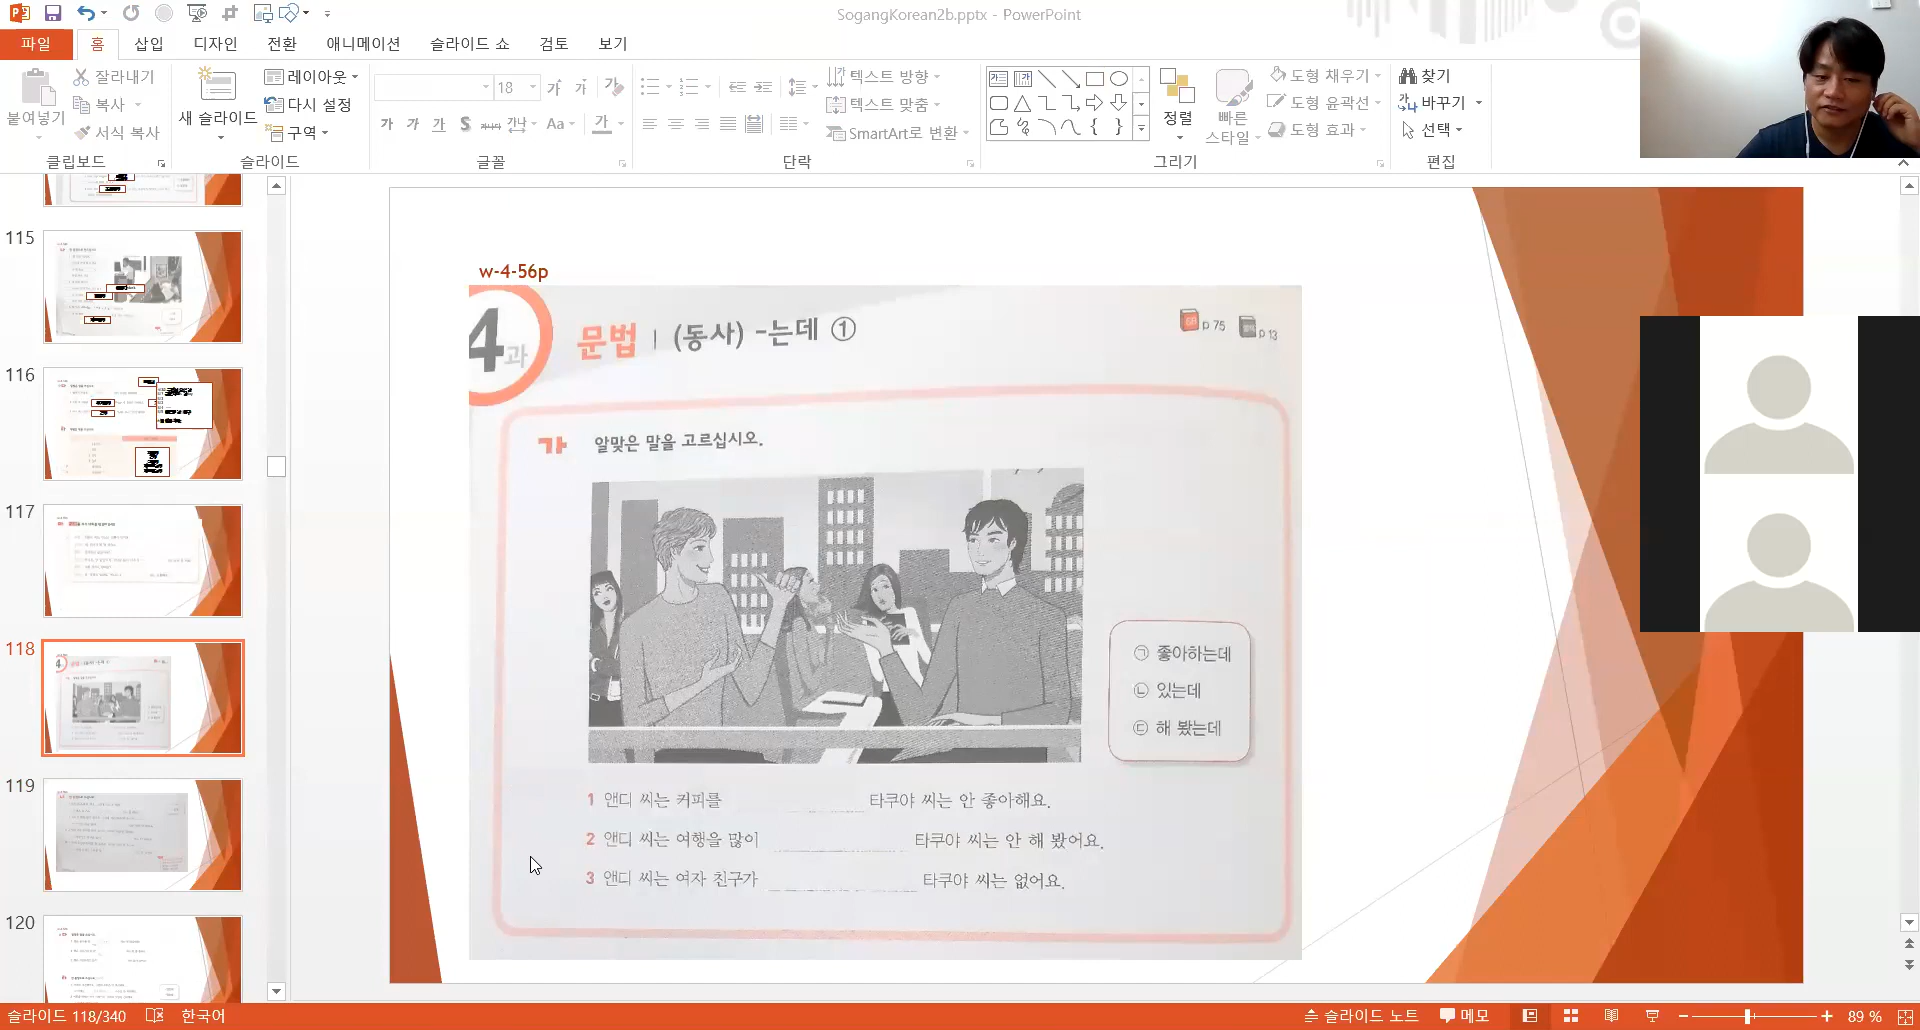 SogangKorean2b.pptx - PowerPoint
파일 홈 삽입 디자인 전환 애니메이션 슬라이드 쇼 검토 보기
붙여넣기
잘라내기
복사
서식 복사
클립보드
새 슬라이드
레이아웃
다시 설정
구역
슬라이드
18
글꼴
텍스트 방향
텍스트 맞춤
SmartArt로 변환
단락
정렬
빠른 스타일
도형 채우기
도형 윤곽선
도형 효과
그리기
찾기
바꾸기
선택
편집
115
116
117
118
119
120
w-4-56p
4과 문법 | (동사) -는데 ①
p 75 p 13
가 알맞은 말을 고르십시오.
㉠ 좋아하는데
㉡ 있는데
㉢ 해 봤는데
1 앤디 씨는 커피를 타쿠야 씨는 안 좋아해요.
2 앤디 씨는 여행을 많이 타쿠야 씨는 안 해 봤어요.
3 앤디 씨는 여자 친구가 타쿠야 씨는 없어요.
슬라이드 118/340 한국어 슬라이드 노트 메모 89 %